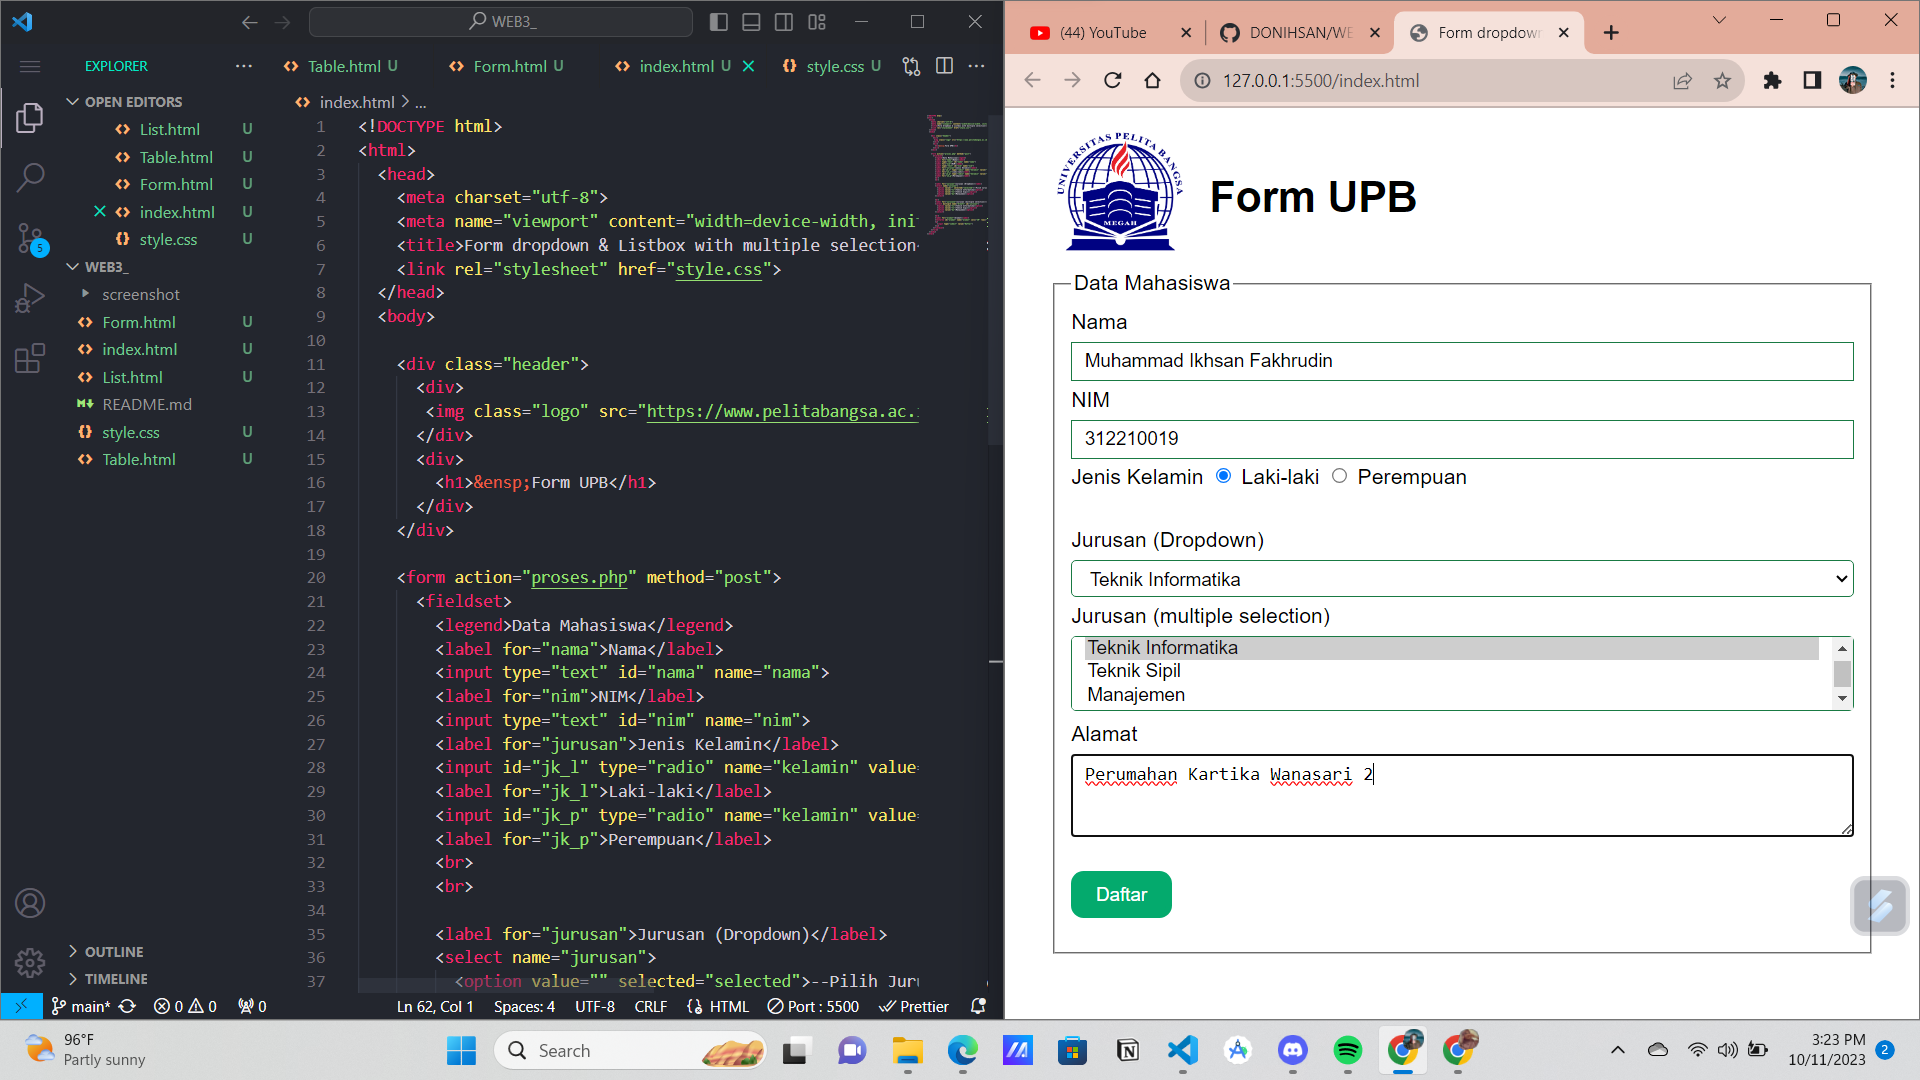 WEB3_
EXPLORER
Table.html U
Form.html U
index.html U
style.css U
OPEN EDITORS
List.html U
Table.html U
Form.html U
index.html U
style.css U
WEB3_
screenshot
Form.html U
index.html U
List.html U
README.md
style.css U
Table.html U
OUTLINE
TIMELINE
5
index.html > ...
1 <!DOCTYPE html>
2 <html>
3 <head>
4 <meta charset="utf-8">
5 <meta name="viewport" content="width=device-width, ini
6 <title>Form dropdown & Listbox with multiple selection
7 <link rel="stylesheet" href="style.css">
8 </head>
9 <body>
10
11 <div class="header">
12 <div>
13 <img class="logo" src="https://www.pelitabangsa.ac.
14 </div>
15 <div>
16 <h1>&ensp;Form UPB</h1>
17 </div>
18 </div>
19
20 <form action="proses.php" method="post">
21 <fieldset>
22 <legend>Data Mahasiswa</legend>
23 <label for="nama">Nama</label>
24 <input type="text" id="nama" name="nama">
25 <label for="nim">NIM</label>
26 <input type="text" id="nim" name="nim">
27 <label for="jurusan">Jenis Kelamin</label>
28 <input id="jk_l" type="radio" name="kelamin" value=
29 <label for="jk_l">Laki-laki</label>
30 <input id="jk_p" type="radio" name="kelamin" value=
31 <label for="jk_p">Perempuan</label>
32 <br>
33 <br>
34
35 <label for="jurusan">Jurusan (Dropdown)</label>
36 <select name="jurusan">
37 <option value="" selected="selected">--Pilih Juru
main* 0 0 0 Ln 62, Col 1 Spaces: 4 UTF-8 CRLF HTML Port : 5500 Prettier
(44) YouTube
DONIHSAN/WE
Form dropdown
127.0.0.1:5500/index.html
UNIVERSITAS PELITA BANGSA
MEGAH
Form UPB
Data Mahasiswa
Nama
Muhammad Ikhsan Fakhrudin
NIM
312210019
Jenis Kelamin Laki-laki Perempuan
Jurusan (Dropdown)
Teknik Informatika
Jurusan (multiple selection)
Teknik Informatika
Teknik Sipil
Manajemen
Alamat
Perumahan Kartika Wanasari 2
Daftar
96°F
Partly sunny
Search
3:23 PM
10/11/2023
2